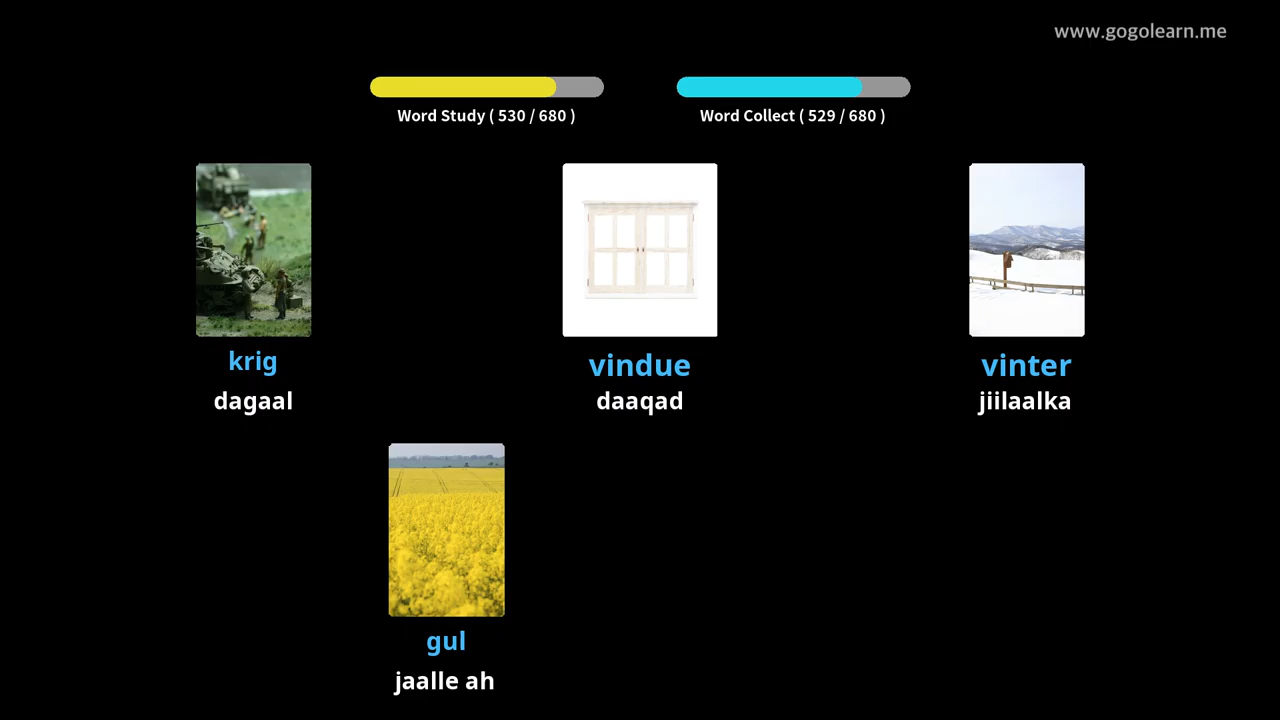 www.gogolearn.me
Word Study ( 530 / 680 )
Word Collect ( 529 / 680 )
krig
dagaal
vindue
daaqad
vinter
jiilaalka
gul
jaalle ah